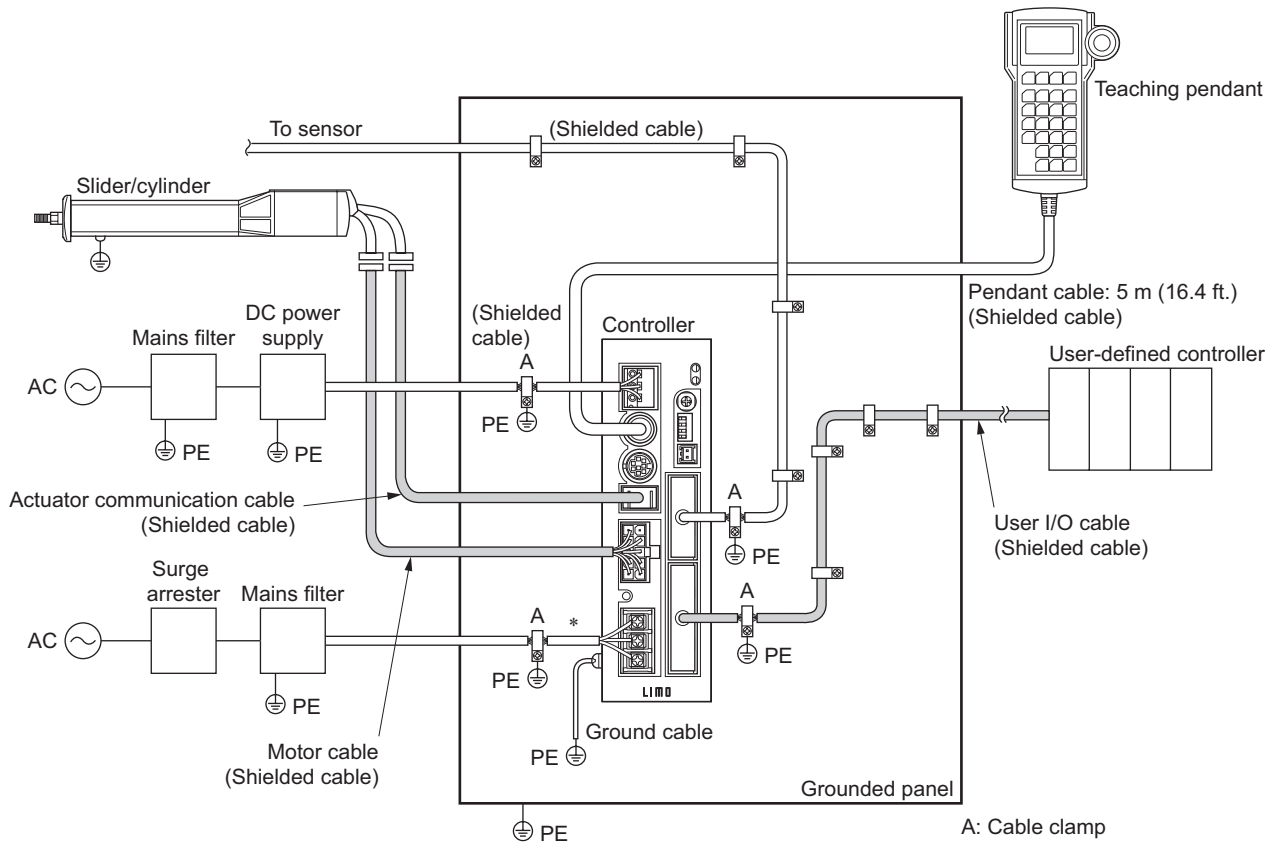 Teaching pendant
To sensor
(Shielded cable)
Slider/cylinder
Pendant cable: 5 m (16.4 ft.)
(Shielded cable)
(Shielded
cable)
Controller
DC power
supply
Mains filter
User-defined controller
A
AC
PE
PE
PE
Actuator communication cable
(Shielded cable)
A
PE
User I/O cable
(Shielded cable)
Surge
arrester
Mains filter
A
PE
A
*
AC
PE
PE
LIMO
Ground cable
PE
Motor cable
(Shielded cable)
Grounded panel
PE
A: Cable clamp